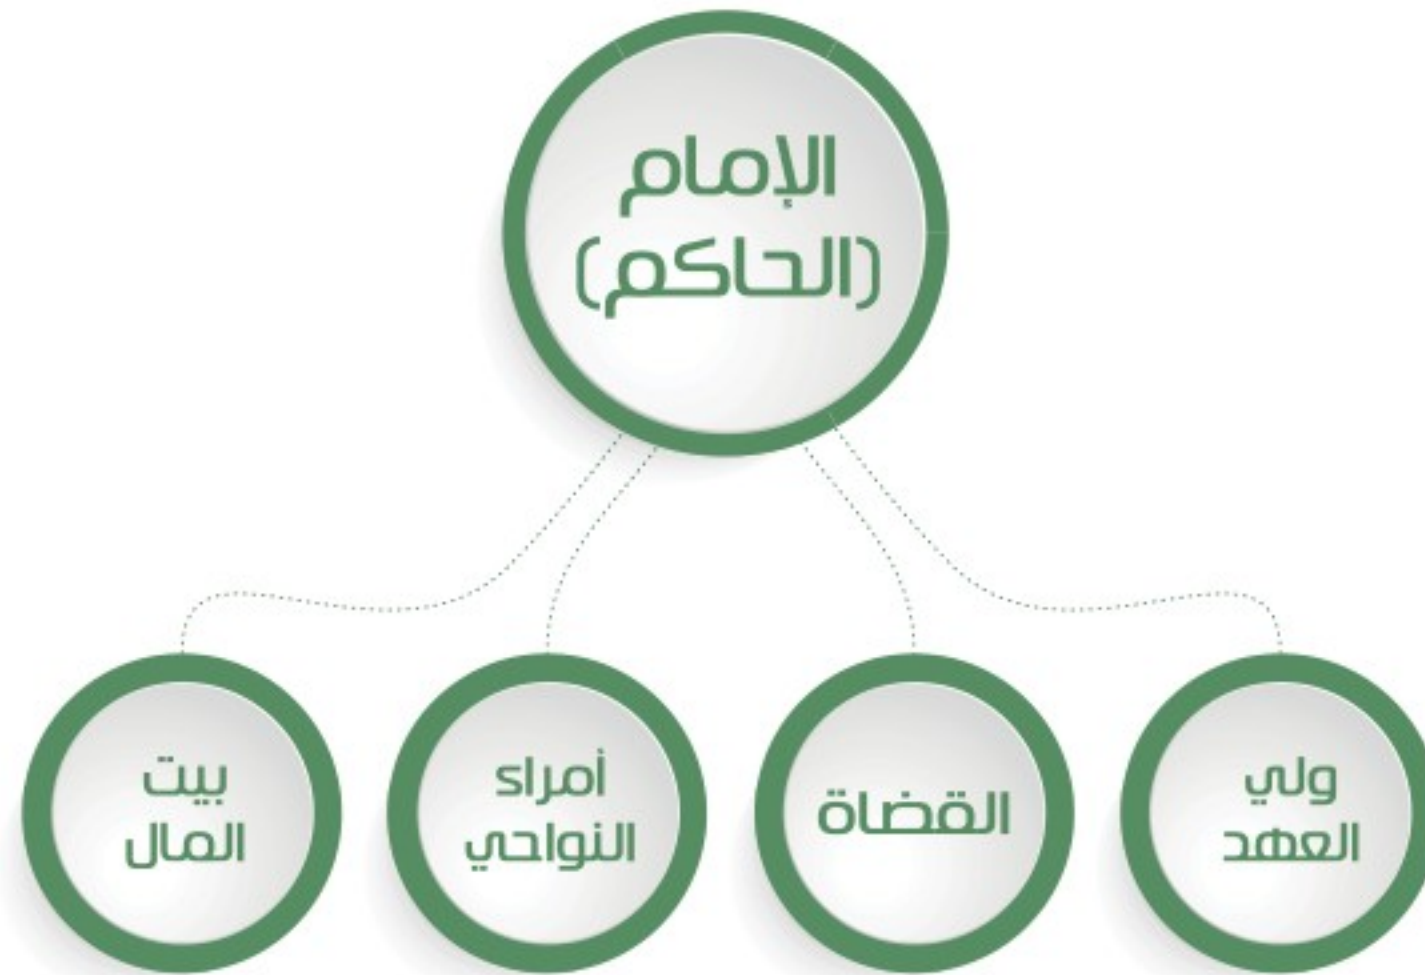 الإمام
(الحاكم)
ولي
العهد
القضاة
أمراء
النواحي
بيت
المال